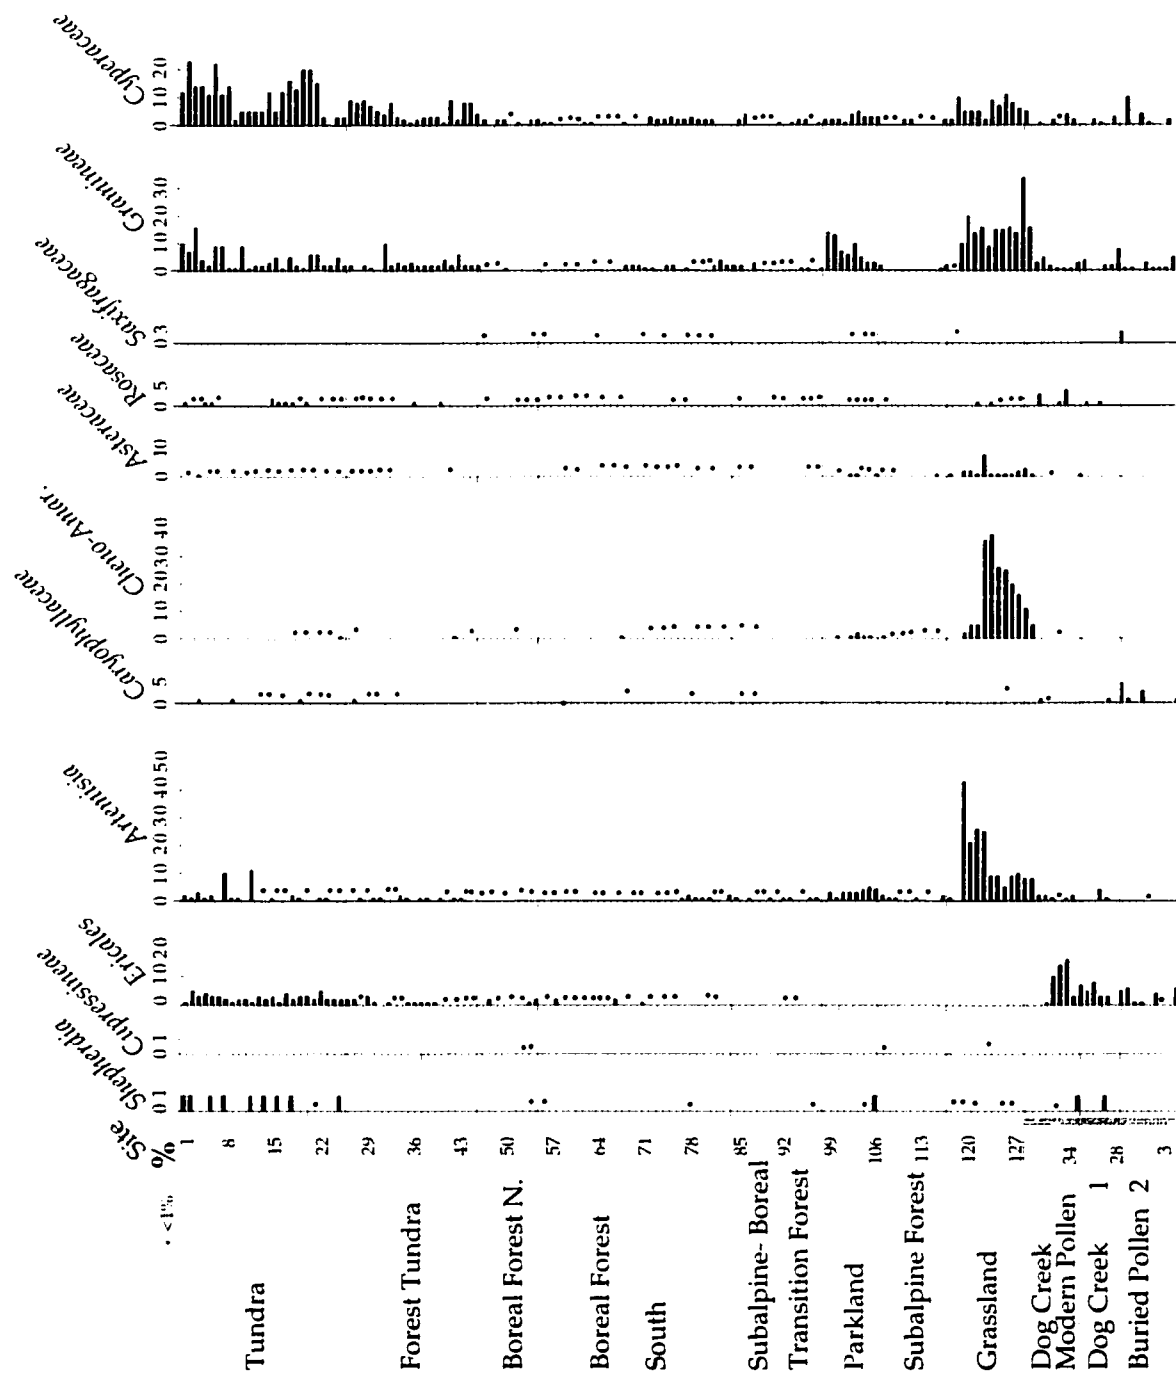 Cyperaceae
0 10 20
Gramineae
0 10 20 30
Saxifragaceae
0 3
Rosaceae
0 5
Asteraceae
0 10
Cheno-Amar.
0 10 20 30 40
Caryophyllaceae
0 5
Artemisia
0 10 20 30 40 50
Ericales
0 10 20
Cupressineae
0 1
Shepherdia
0 1
Site
%
1 8 15 22 29 36 43 50 57 64 71 78 85 92 99 106 113 120 127 34 1 28 2 3
• <1%
Tundra
Forest Tundra
Boreal Forest N.
Boreal Forest
South
Subalpine- Boreal
Transition Forest
Parkland
Subalpine Forest
Grassland
Dog Creek
Modern Pollen
Dog Creek
Buried Pollen